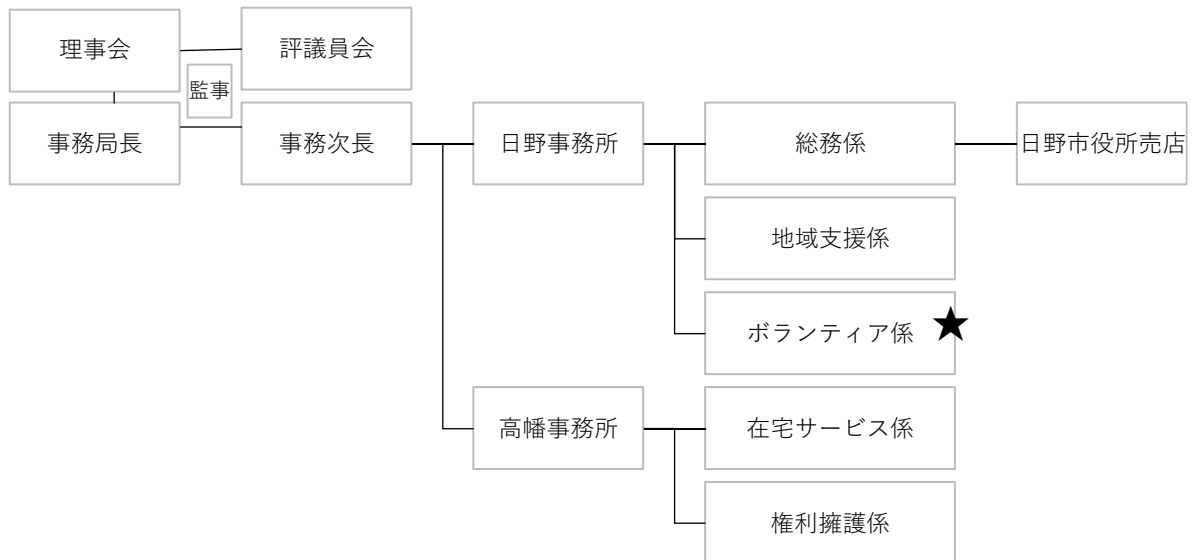 理事会
評議員会
監事
事務局長
事務次長
日野事務所
総務係
日野市役所売店
地域支援係
ボランティア係
高幡事務所
在宅サービス係
権利擁護係